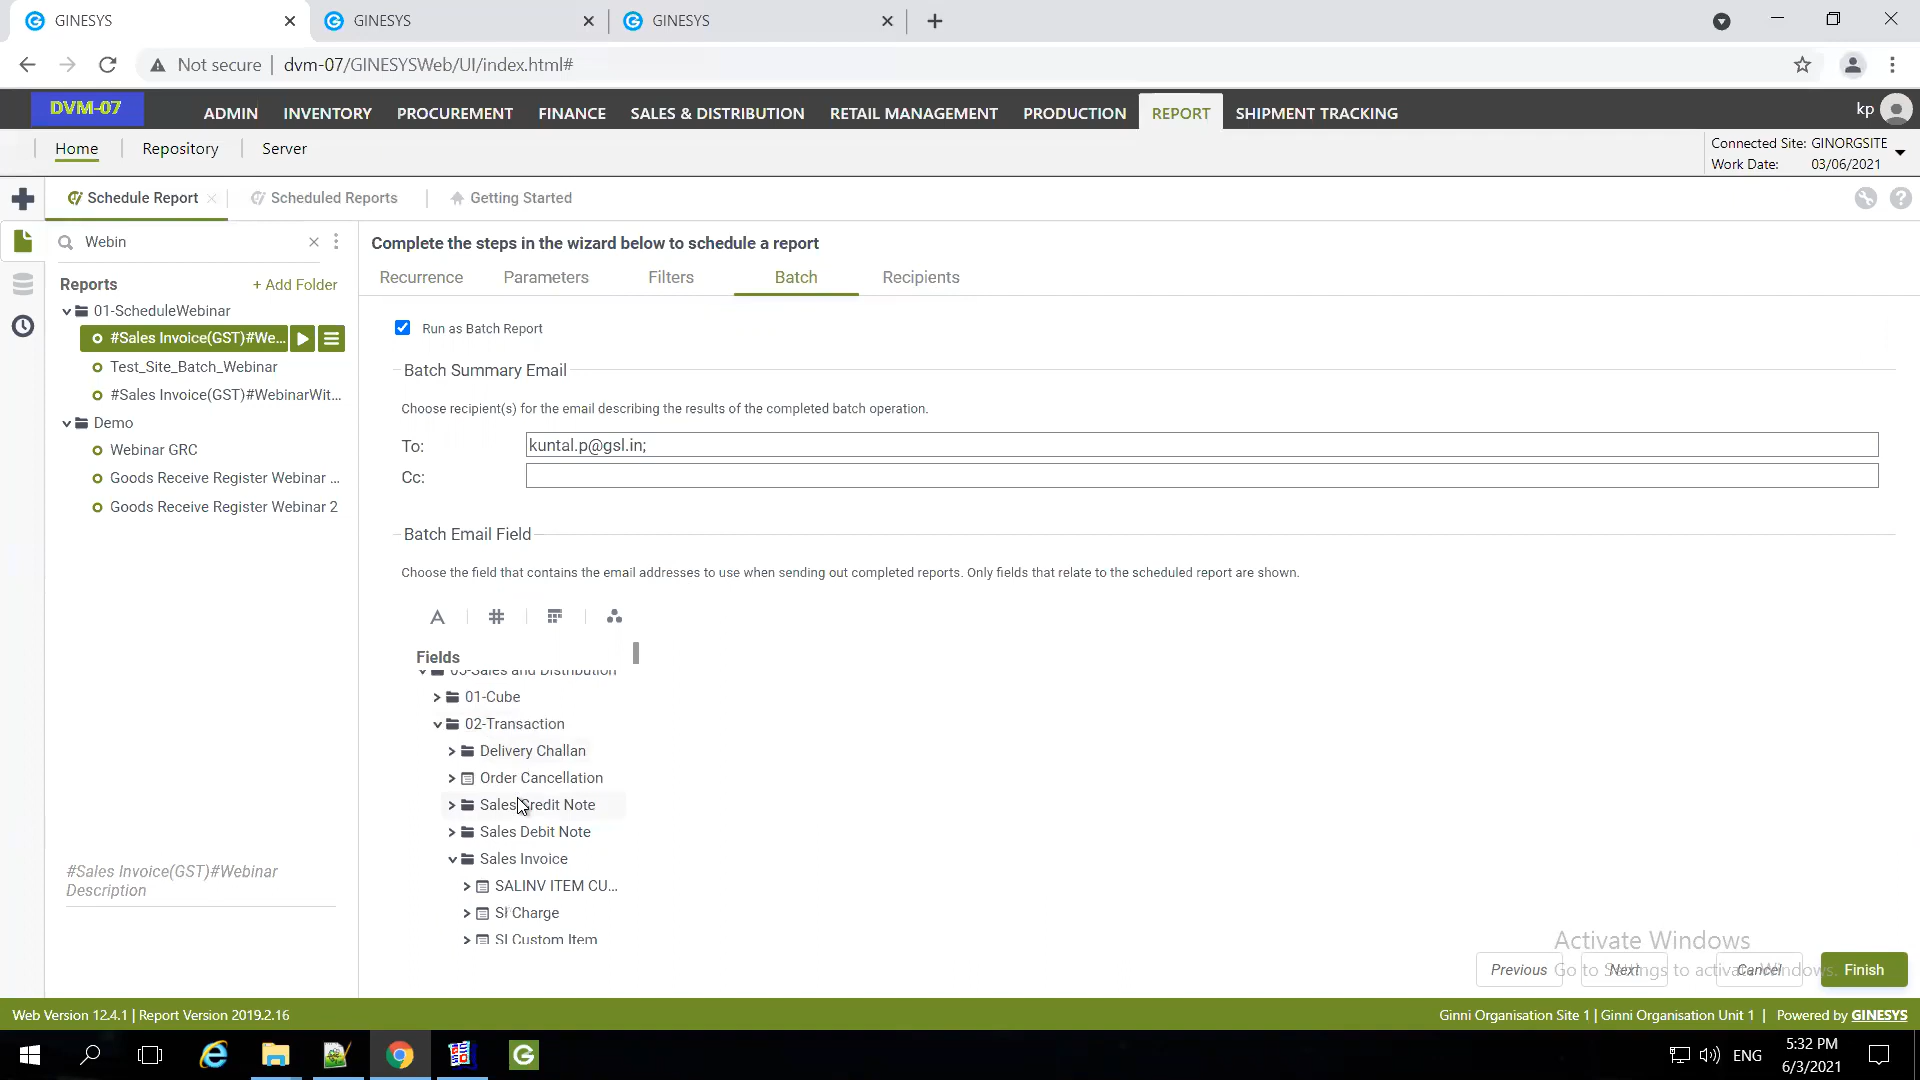 GINESYS
GINESYS
GINESYS
Not secure
dvm-07/GINESYSWeb/UI/index.html#
DVM-07
ADMIN
INVENTORY
PROCUREMENT
FINANCE
SALES & DISTRIBUTION
RETAIL MANAGEMENT
PRODUCTION
REPORT
SHIPMENT TRACKING
kp
Home
Repository
Server
Connected Site: GINORGSITE
Work Date: 03/06/2021
Schedule Report
Scheduled Reports
Getting Started
Webin
Reports
+ Add Folder
01-ScheduleWebinar
#Sales Invoice(GST)#We...
Test_Site_Batch_Webinar
#Sales Invoice(GST)#WebinarWit...
Demo
Webinar GRC
Goods Receive Register Webinar ...
Goods Receive Register Webinar 2
#Sales Invoice(GST)#Webinar
Description
Complete the steps in the wizard below to schedule a report
Recurrence
Parameters
Filters
Batch
Recipients
Run as Batch Report
Batch Summary Email
Choose recipient(s) for the email describing the results of the completed batch operation.
To:
kuntal.p@gsl.in;
Cc:
Batch Email Field
Choose the field that contains the email addresses to use when sending out completed reports. Only fields that relate to the scheduled report are shown.
Fields
05-Sales and Distribution
01-Cube
02-Transaction
Delivery Challan
Order Cancellation
Sales Credit Note
Sales Debit Note
Sales Invoice
SALINV ITEM CU...
SI Charge
SI Custom Item
Activate Windows
Go to Settings to activate Windows.
Previous
Next
Cancel
Finish
Web Version 12.4.1 | Report Version 2019.2.16
Ginni Organisation Site 1 | Ginni Organisation Unit 1 | Powered by GINESYS
ENG
5:32 PM
6/3/2021